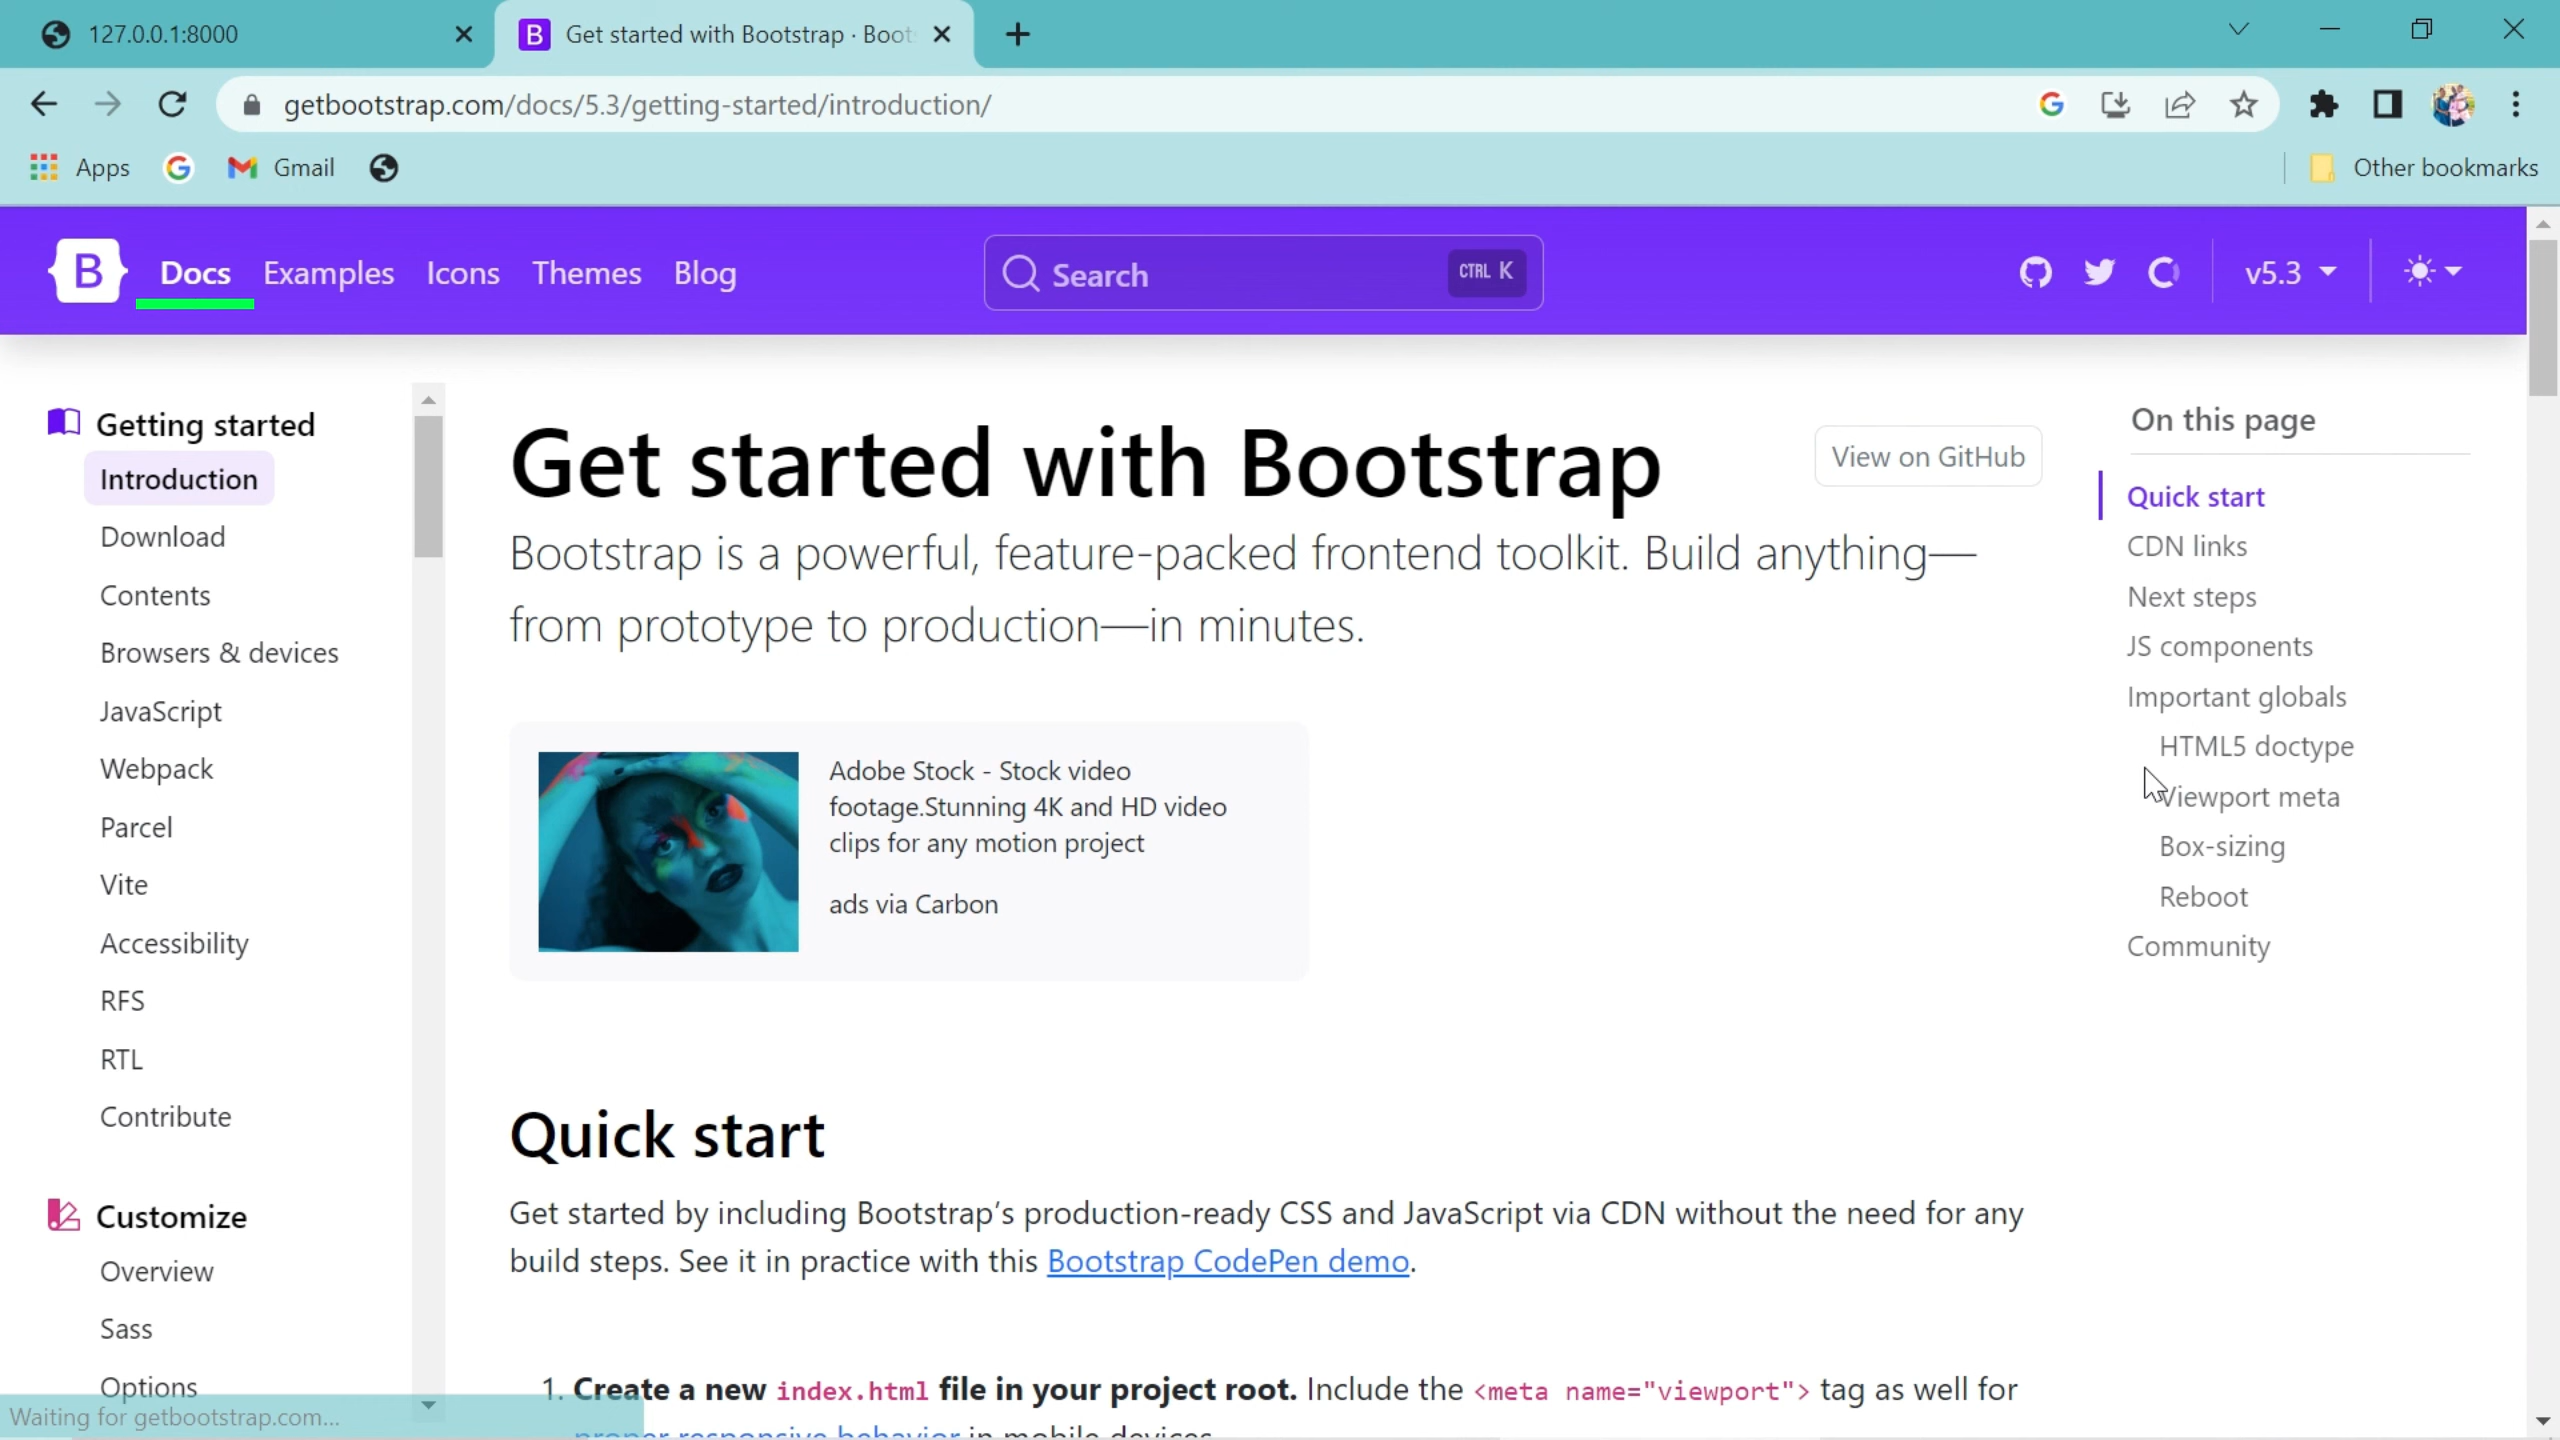 127.0.0.1:8000
Get started with Bootstrap · Boot
getbootstrap.com/docs/5.3/getting-started/introduction/
Apps
Gmail
Other bookmarks
B
Docs
Examples
Icons
Themes
Blog
Search
CTRL K
v5.3
Getting started
Introduction
Download
Contents
Browsers & devices
JavaScript
Webpack
Parcel
Vite
Accessibility
RFS
RTL
Contribute
Customize
Overview
Sass
Options
Waiting for getbootstrap.com...
Get started with Bootstrap
View on GitHub
Bootstrap is a powerful, feature-packed frontend toolkit. Build anything—
from prototype to production—in minutes.
Adobe Stock - Stock video
footage.Stunning 4K and HD video
clips for any motion project
ads via Carbon
Quick start
Get started by including Bootstrap’s production-ready CSS and JavaScript via CDN without the need for any
build steps. See it in practice with this Bootstrap CodePen demo.
1. Create a new index.html file in your project root. Include the <meta name="viewport"> tag as well for
proper responsive behavior in mobile devices.
On this page
Quick start
CDN links
Next steps
JS components
Important globals
HTML5 doctype
Viewport meta
Box-sizing
Reboot
Community